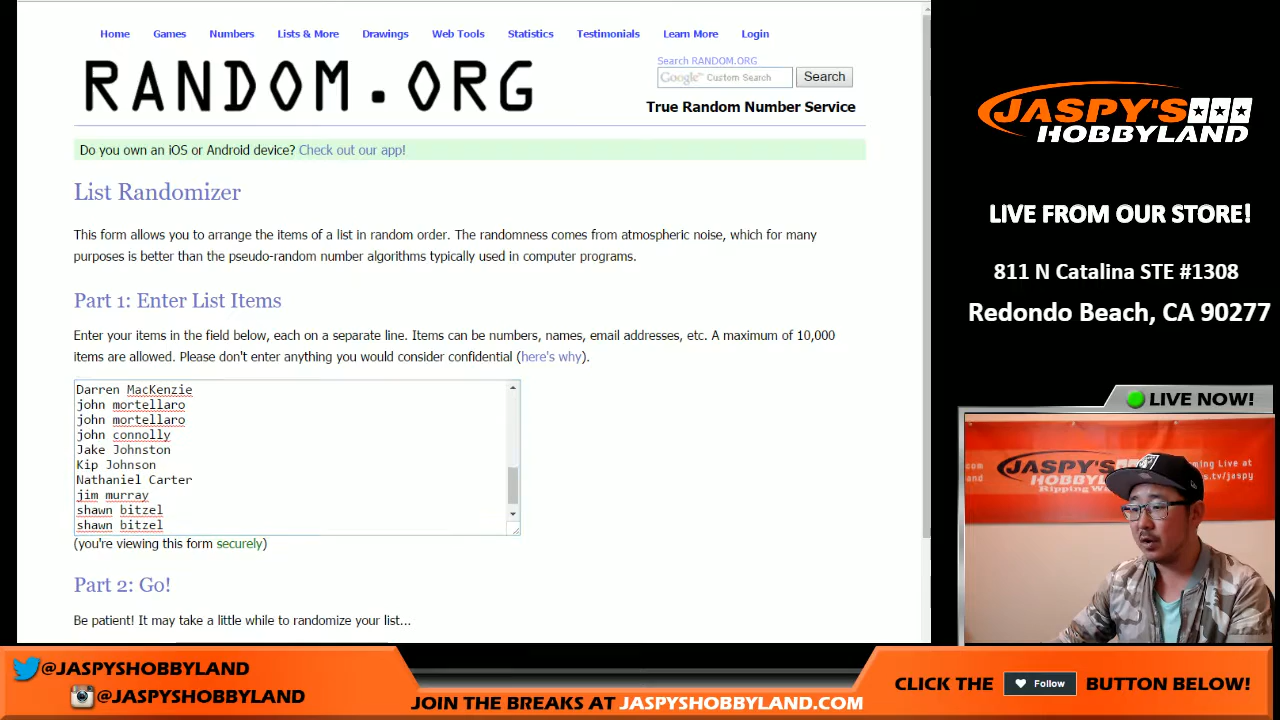 Home Games Numbers Lists & More Drawings Web Tools Statistics Testimonials Learn More Login
RANDOM.ORG
Search RANDOM.ORG
Google™ Custom Search Search
True Random Number Service
Do you own an iOS or Android device? Check out our app!
List Randomizer
This form allows you to arrange the items of a list in random order. The randomness comes from atmospheric noise, which for many
purposes is better than the pseudo-random number algorithms typically used in computer programs.
Part 1: Enter List Items
Enter your items in the field below, each on a separate line. Items can be numbers, names, email addresses, etc. A maximum of 10,000
items are allowed. Please don't enter anything you would consider confidential (here's why).
Darren MacKenzie
john mortellaro
john mortellaro
john connolly
Jake Johnston
Kip Johnson
Nathaniel Carter
jim murray
shawn bitzel
shawn bitzel
(you're viewing this form securely)
Part 2: Go!
Be patient! It may take a little while to randomize your list...
JASPY'S
HOBBYLAND
LIVE FROM OUR STORE!
811 N Catalina STE #1308
Redondo Beach, CA 90277
LIVE NOW!
JASPY'S
HOBBYLAND
@JASPYSHOBBYLAND
@JASPYSHOBBYLAND
JOIN THE BREAKS AT JASPYSHOBBYLAND.COM
CLICK THE Follow BUTTON BELOW!